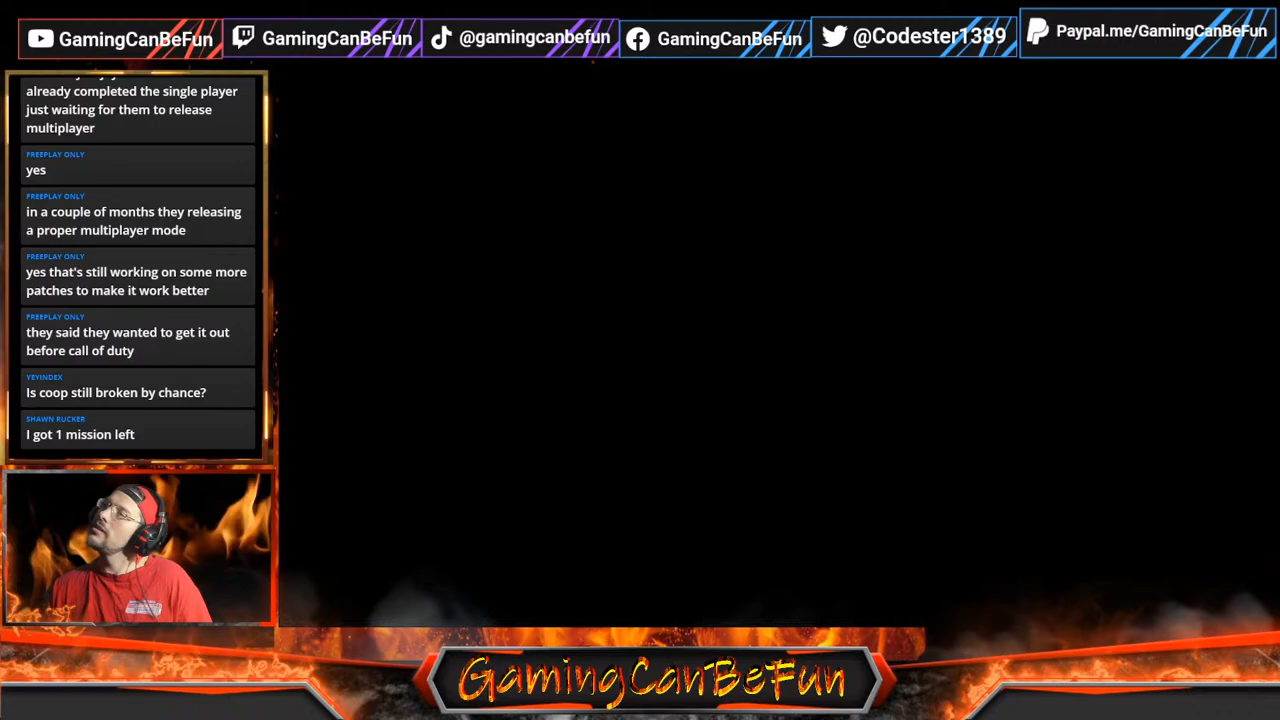 GamingCanBeFun
GamingCanBeFun
@gamingcanbefun
GamingCanBeFun
@Codester1389
Paypal.me/GamingCanBeFun
already completed the single player
just waiting for them to release
multiplayer
FREEPLAY ONLY
yes
FREEPLAY ONLY
in a couple of months they releasing
a proper multiplayer mode
FREEPLAY ONLY
yes that's still working on some more
patches to make it work better
FREEPLAY ONLY
they said they wanted to get it out
before call of duty
YEYINDEX
Is coop still broken by chance?
SHAWN RUCKER
I got 1 mission left
GamingCanBeFun